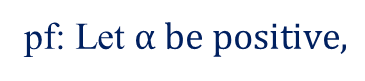 pf: Let α be positive,